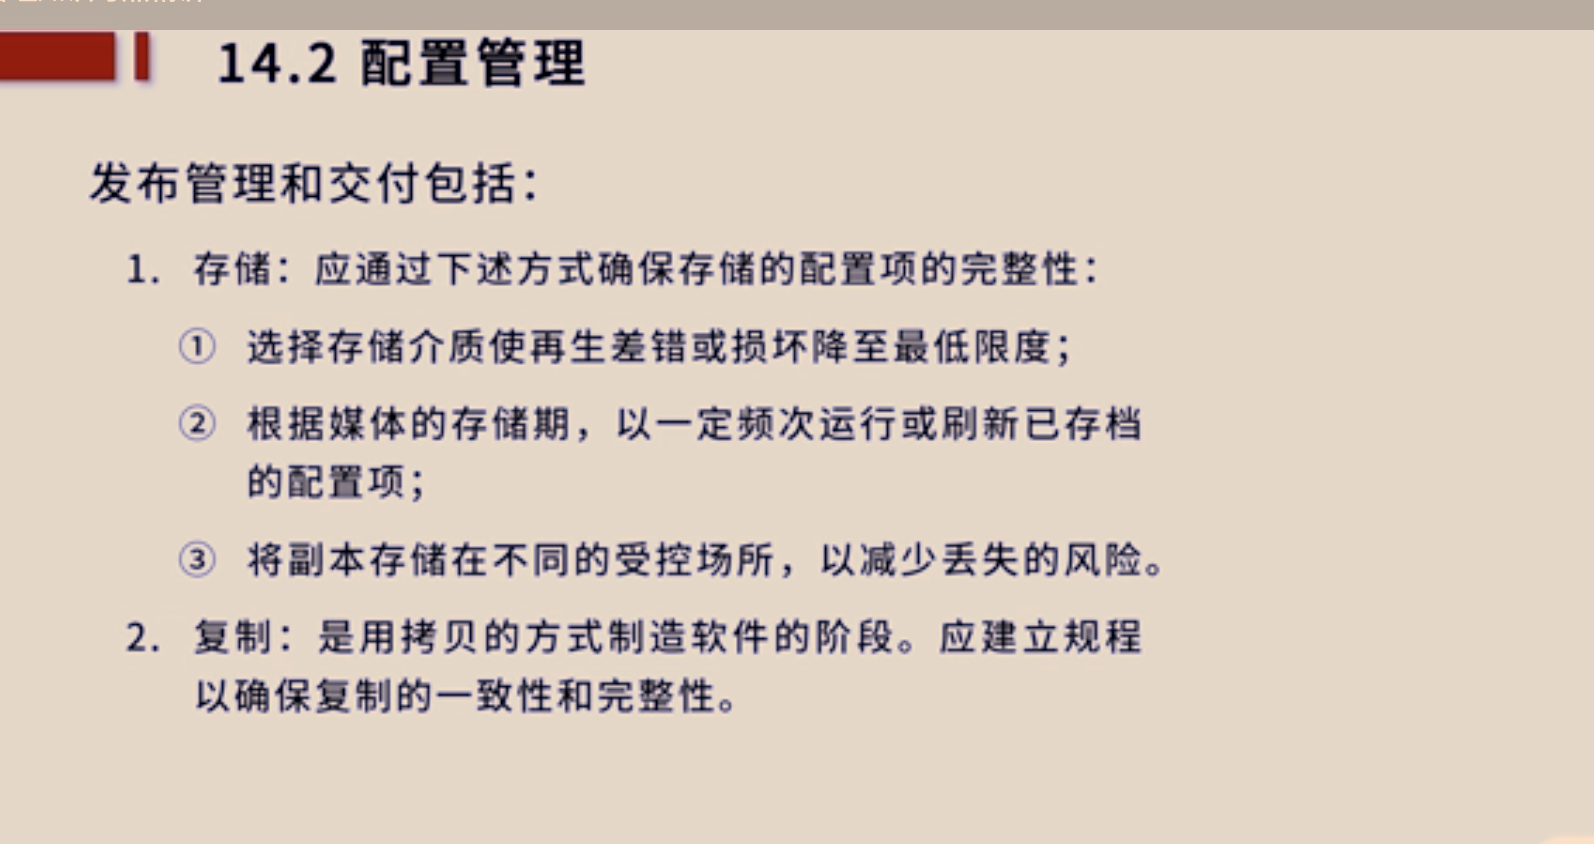 14.2 配置管理
发布管理和交付包括：
1. 存储：应通过下述方式确保存储的配置项的完整性：
① 选择存储介质使再生差错或损坏降至最低限度；
② 根据媒体的存储期，以一定频次运行或刷新已存档
的配置项；
③ 将副本存储在不同的受控场所，以减少丢失的风险。
2. 复制：是用拷贝的方式制造软件的阶段。应建立规程
以确保复制的一致性和完整性。